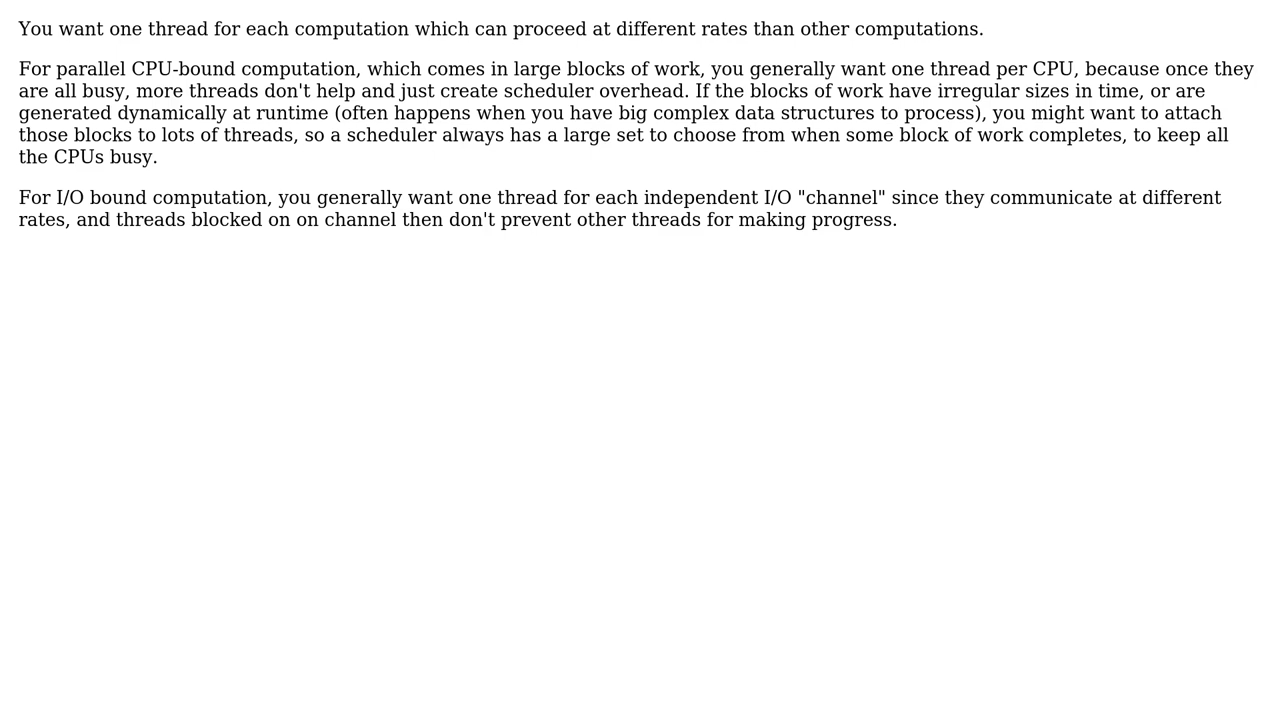 You want one thread for each computation which can proceed at different rates than other computations.
For parallel CPU-bound computation, which comes in large blocks of work, you generally want one thread per CPU, because once they
are all busy, more threads don't help and just create scheduler overhead. If the blocks of work have irregular sizes in time, or are
generated dynamically at runtime (often happens when you have big complex data structures to process), you might want to attach
those blocks to lots of threads, so a scheduler always has a large set to choose from when some block of work completes, to keep all
the CPUs busy.
For I/O bound computation, you generally want one thread for each independent I/O "channel" since they communicate at different
rates, and threads blocked on on channel then don't prevent other threads for making progress.